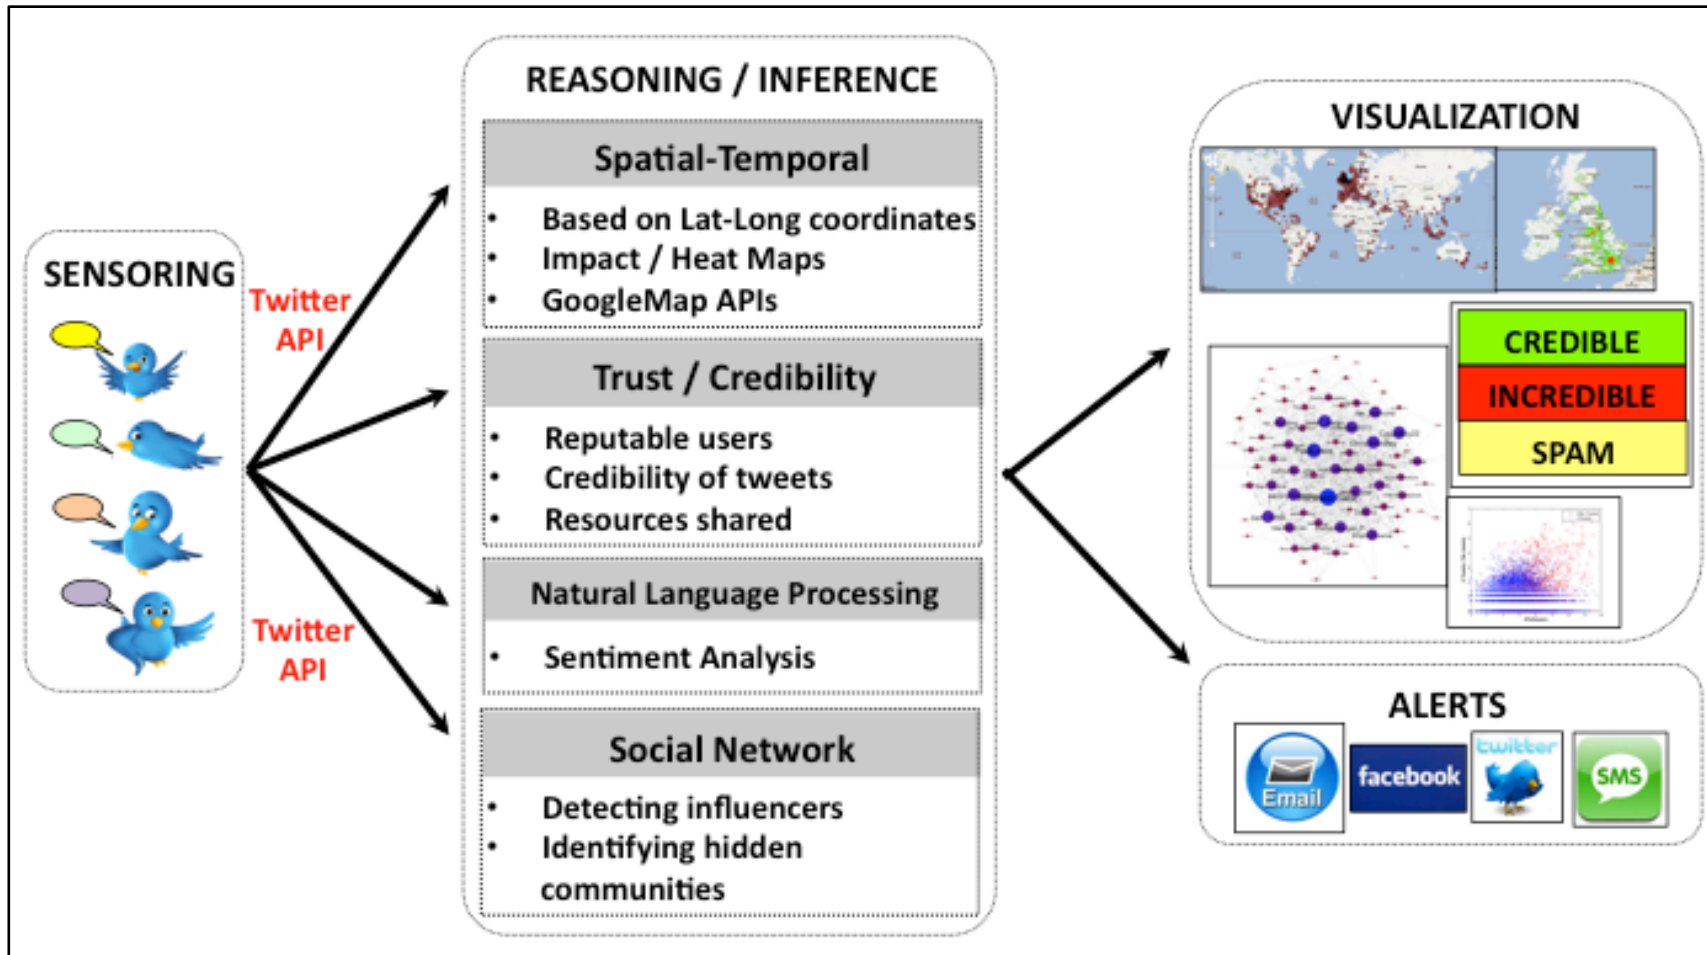 SENSORING
Twitter
API
Twitter
API
REASONING / INFERENCE
Spatial-Temporal
• Based on Lat-Long coordinates
• Impact / Heat Maps
• GoogleMap APIs
Trust / Credibility
• Reputable users
• Credibility of tweets
• Resources shared
Natural Language Processing
• Sentiment Analysis
Social Network
• Detecting influencers
• Identifying hidden
communities
VISUALIZATION
CREDIBLE
INCREDIBLE
SPAM
ALERTS
Email
facebook
twitter
SMS